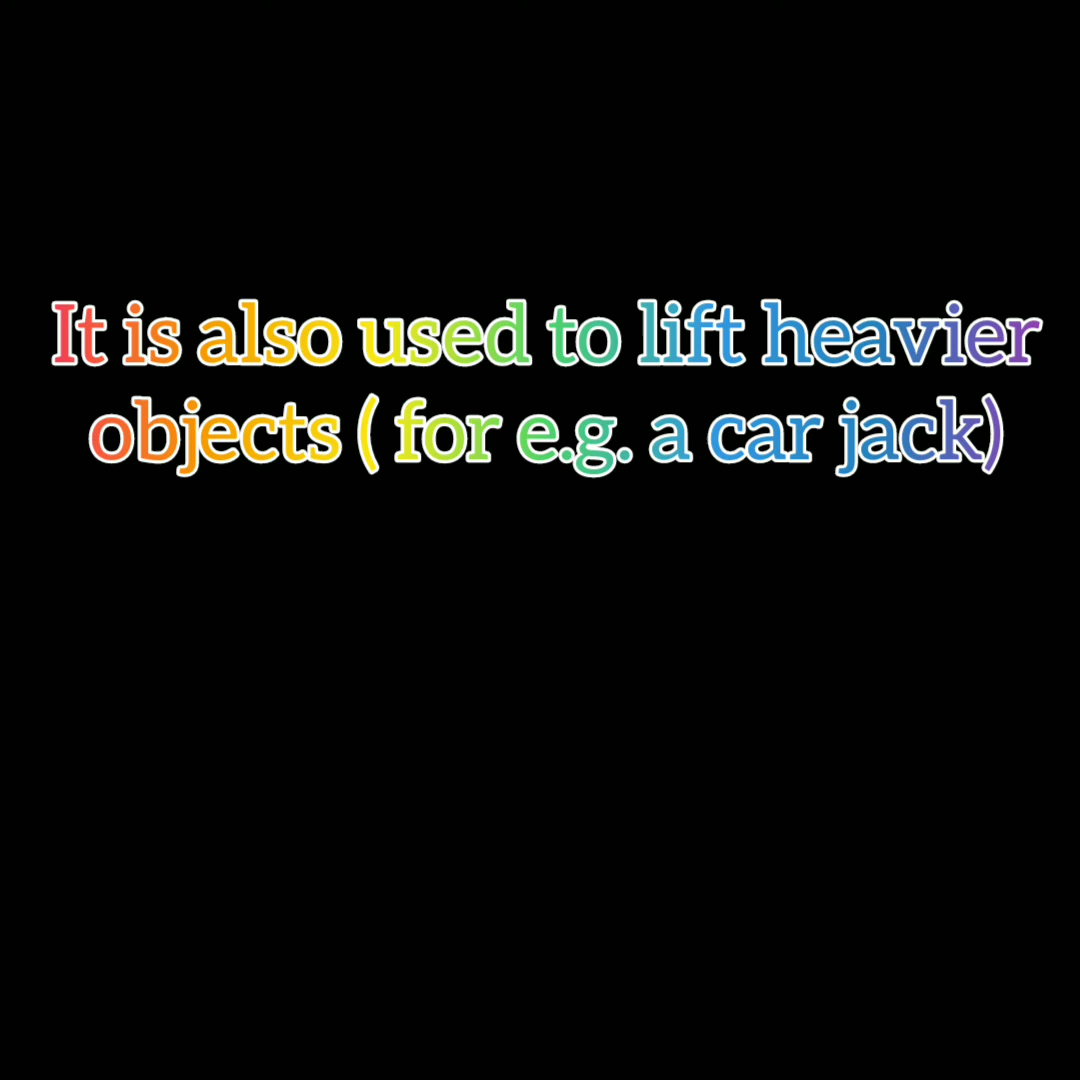 It is also used to lift heavier
objects ( for e.g. a car jack)